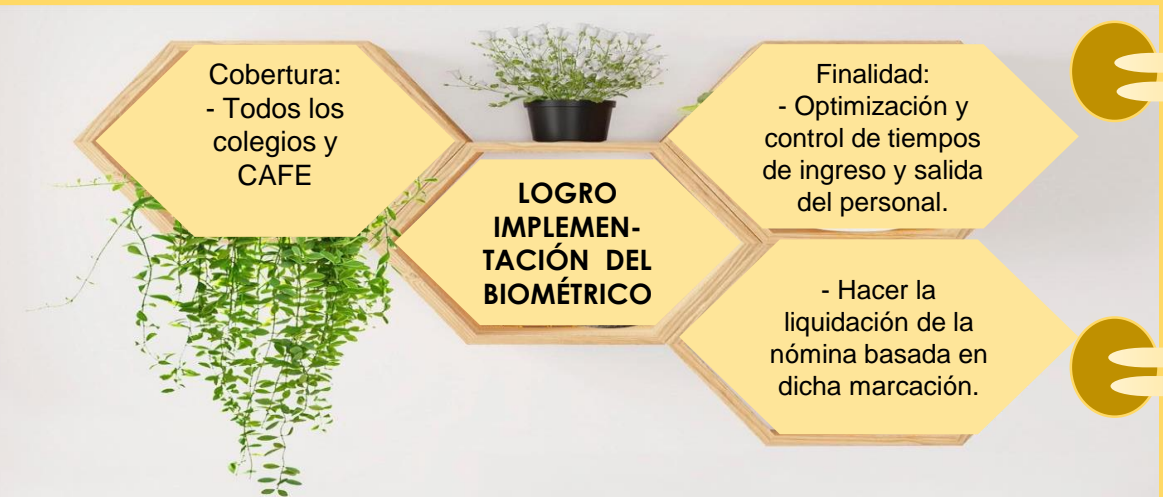 Cobertura:
- Todos los
colegios y
CAFE
LOGRO
IMPLEMEN-
TACIÓN DEL
BIOMÉTRICO
Finalidad:
- Optimización y
control de tiempos
de ingreso y salida
del personal.
- Hacer la
liquidación de la
nómina basada en
dicha marcación.